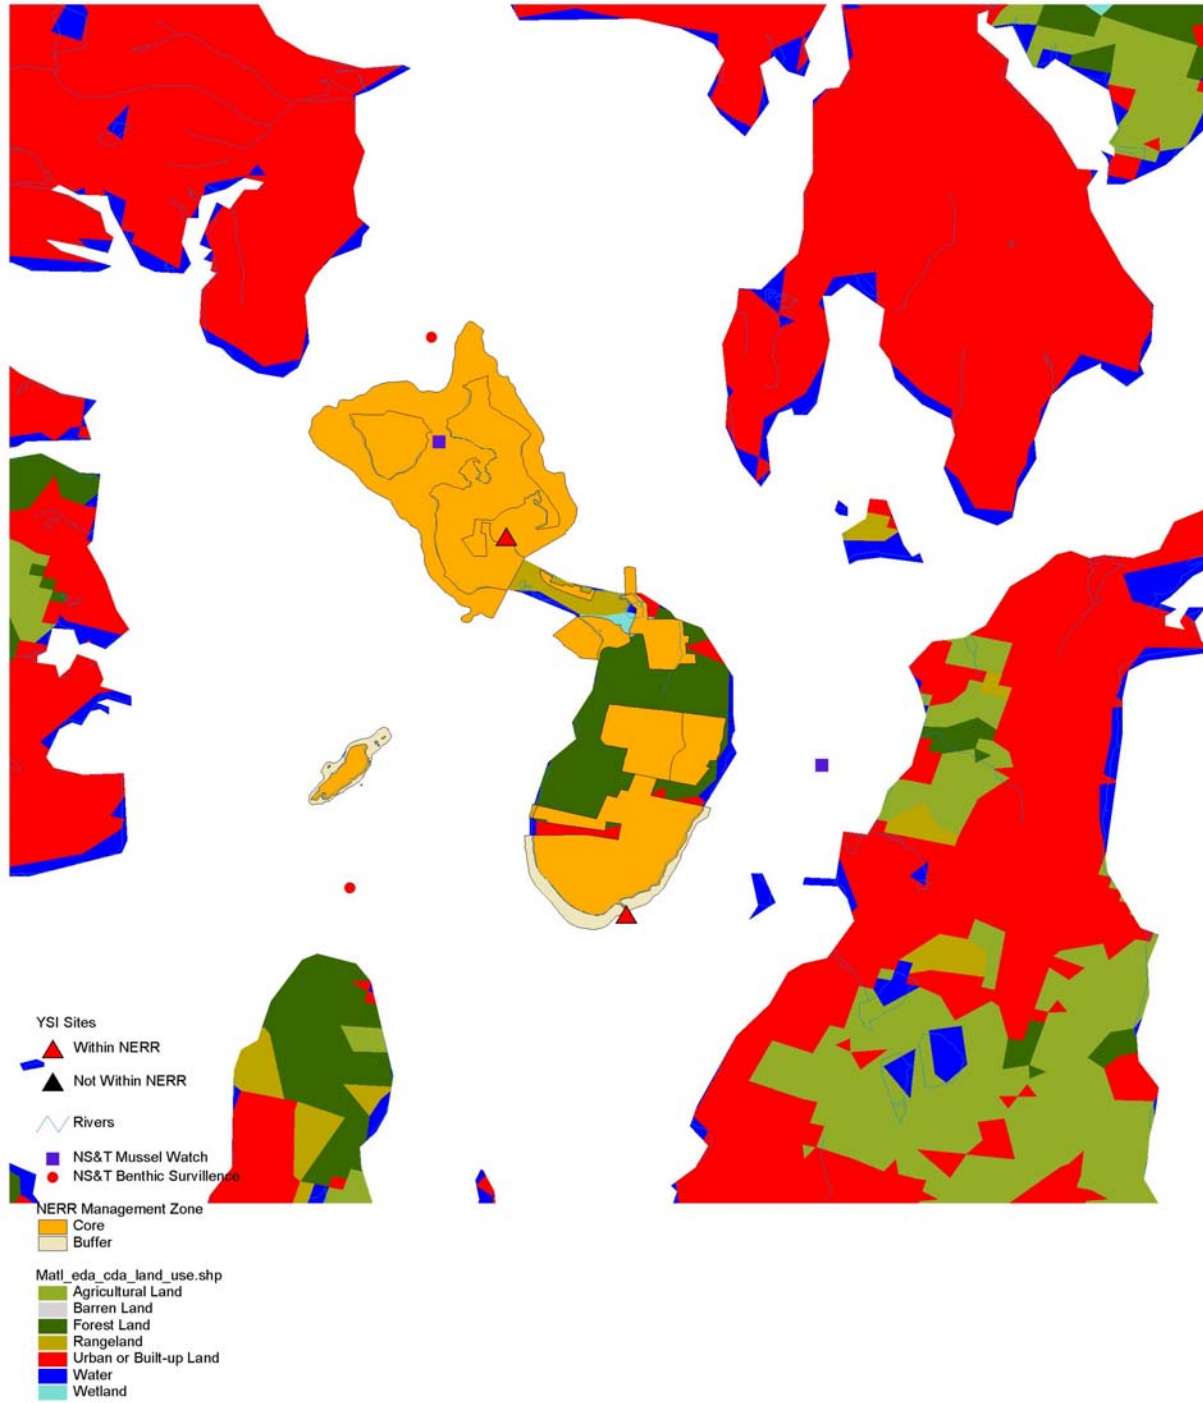 YSI Sites
Within NERR
Not Within NERR
Rivers
NS&T Mussel Watch
NS&T Benthic Survillence
NERR Management Zone
Core
Buffer
Matl_eda_cda_land_use.shp
Agricultural Land
Barren Land
Forest Land
Rangeland
Urban or Built-up Land
Water
Wetland